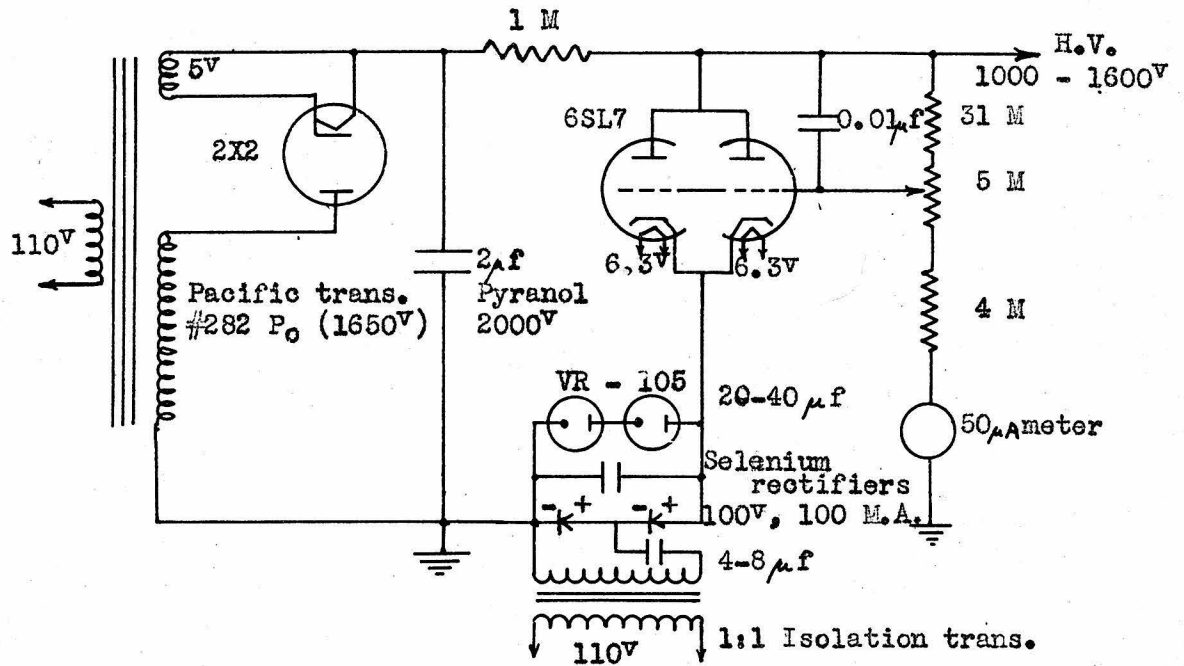 1 M
H.V.
1000 - 1600V
5V
2X2
6SL7
0.01μf
31 M
5 M
110V
6.3V
6.3V
2μf
Pyranol
2000V
Pacific trans.
#282 Po (1650V)
4 M
VR - 105
20-40 μf
50μA meter
Selenium
rectifiers
100V, 100 M.A.
- +
- +
4-8 μf
110V
1:1 Isolation trans.